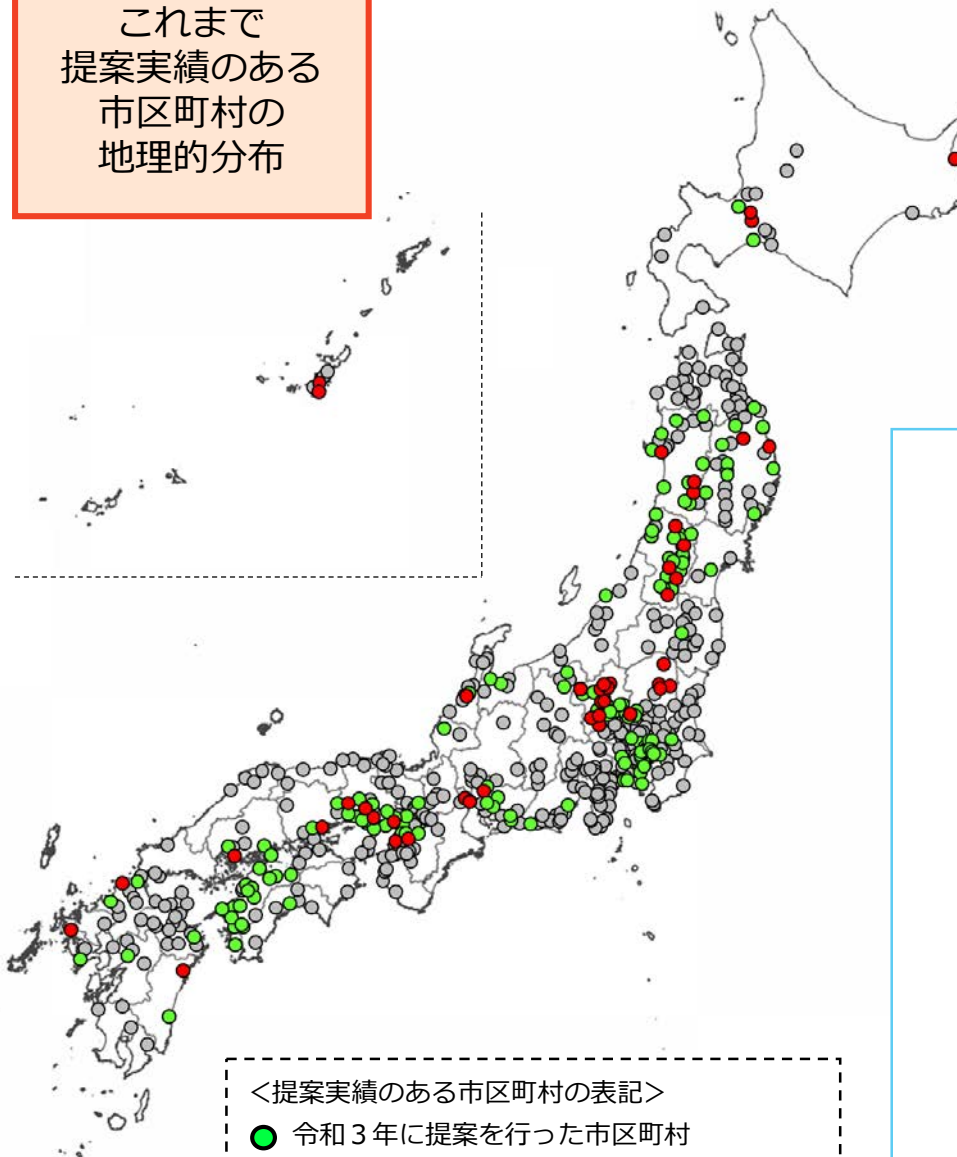 これまで
提案実績のある
市区町村の
地理的分布
＜提案実績のある市区町村の表記＞
令和３年に提案を行った市区町村